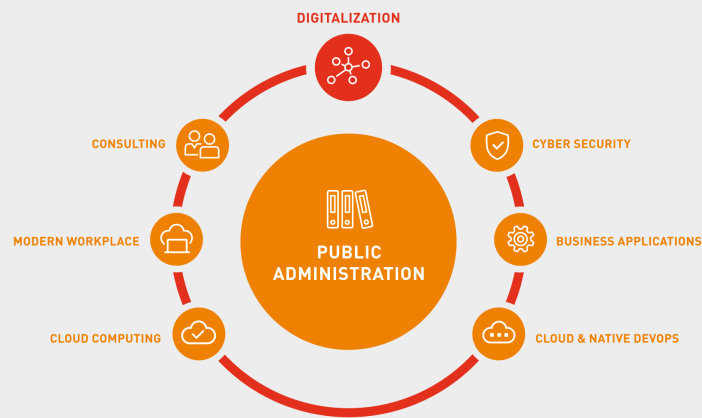 DIGITALIZATION
CONSULTING
CYBER SECURITY
MODERN WORKPLACE
PUBLIC
ADMINISTRATION
BUSINESS APPLICATIONS
CLOUD COMPUTING
CLOUD & NATIVE DEVOPS